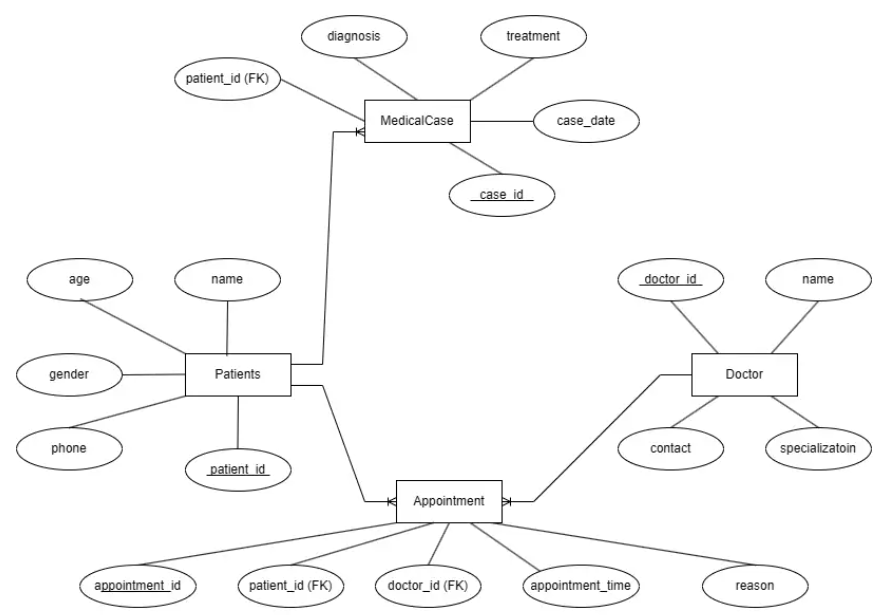 diagnosis
treatment
patient_id (FK)
MedicalCase
case_date
case_id
age
name
doctor_id
name
gender
Patients
Doctor
phone
patient_id
contact
specializatoin
Appointment
appointment_id
patient_id (FK)
doctor_id (FK)
appointment_time
reason